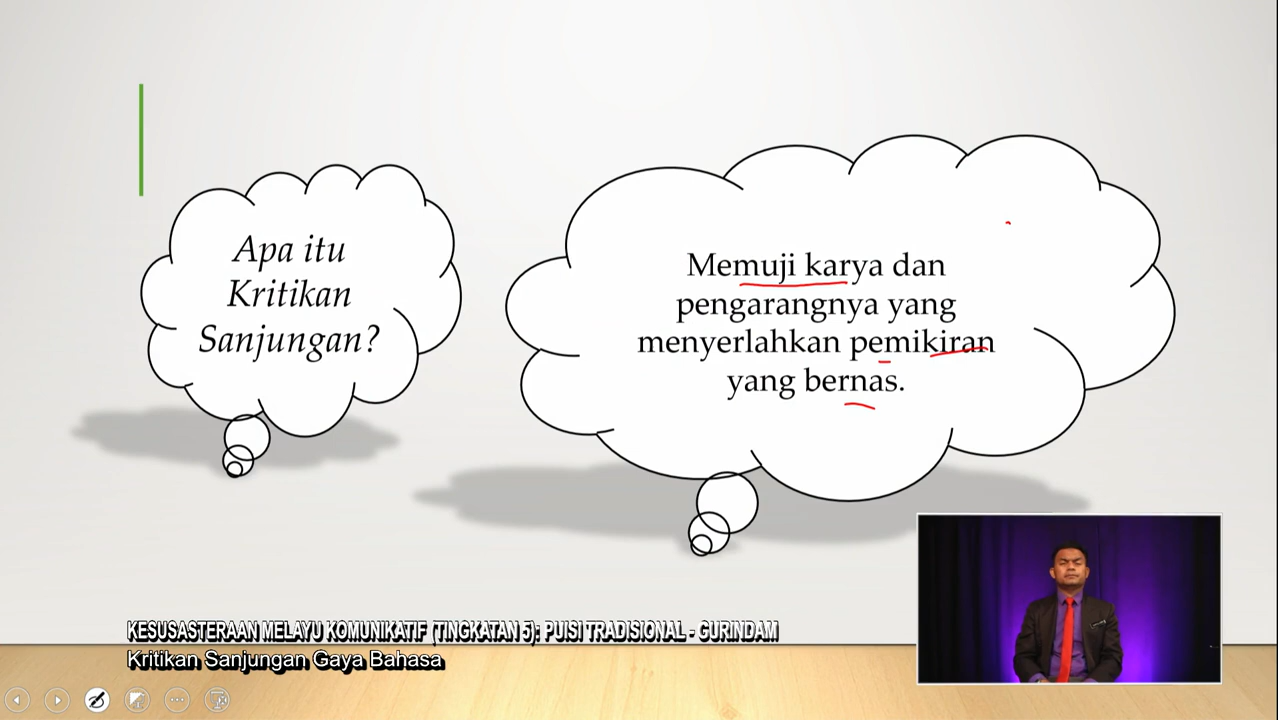 Apa itu
Kritikan
Sanjungan?
Memuji karya dan
pengarangnya yang
menyerlahkan pemikiran
yang bernas.
KESUSASTERAAN MELAYU KOMUNIKATIF (TINGKATAN 5): PUISI TRADISIONAL - GURINDAM
Kritikan Sanjungan Gaya Bahasa